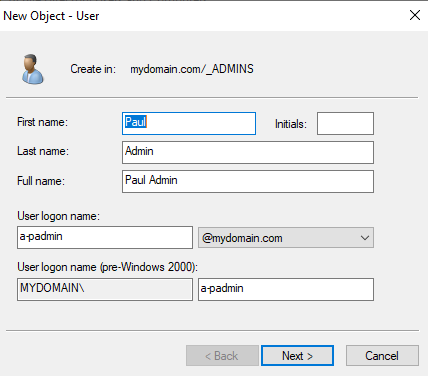 New Object - User
Create in: mydomain.com/_ADMINS
First name: Paul Initials:
Last name: Admin
Full name: Paul Admin
User logon name:
a-padmin @mydomain.com
User logon name (pre-Windows 2000):
MYDOMAIN\ a-padmin
< Back Next > Cancel